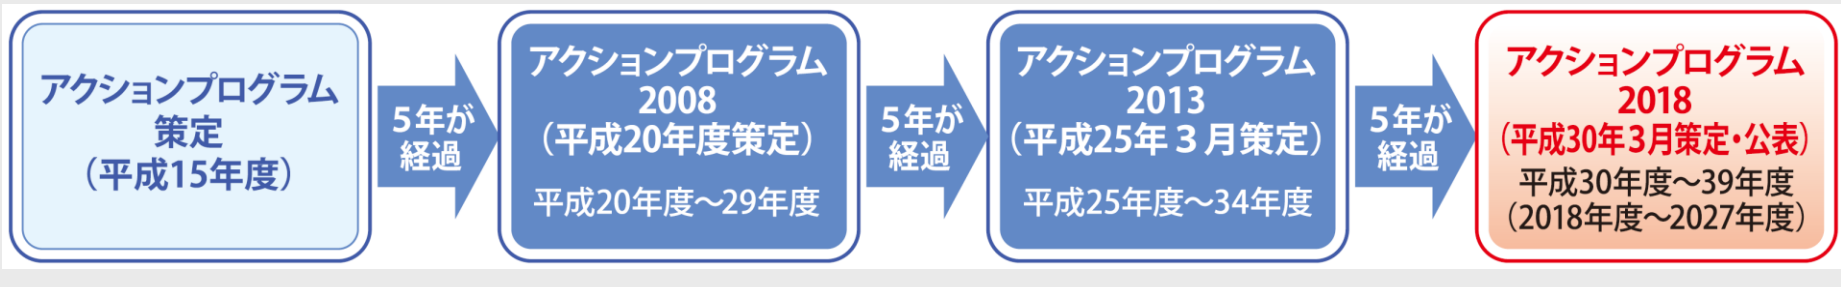 アクションプログラム
策定
（平成15年度）
5年が
経過
アクションプログラム
2008
（平成20年度策定）
平成20年度〜29年度
5年が
経過
アクションプログラム
2013
（平成25年３月策定）
平成25年度〜34年度
5年が
経過
アクションプログラム
2018
（平成30年３月策定・公表）
平成30年度〜39年度
（2018年度〜2027年度）